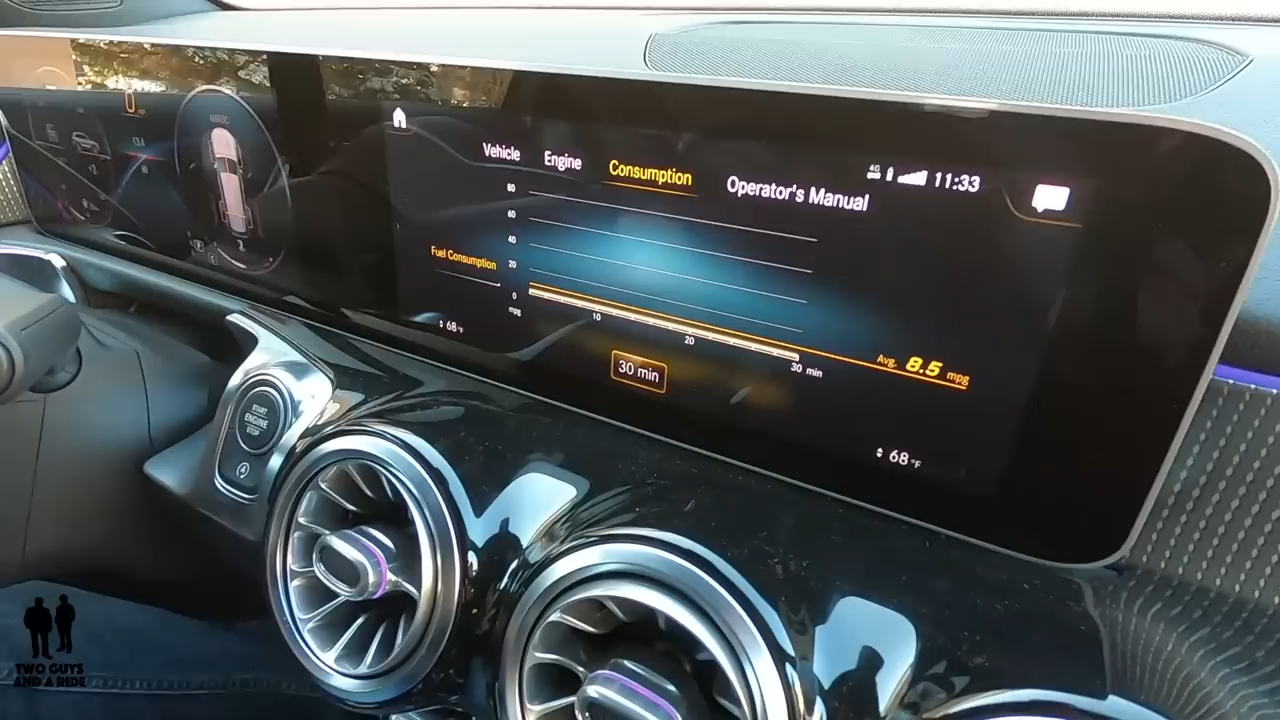 Vehicle
Engine
Consumption
Operator's Manual
4G
11:33
80
60
40
20
0
mpg
Fuel Consumption
10
20
30 min
Avg. 8.5 mpg
30 min
68°F
68°F
START
ENGINE
STOP
TWO GUYS
AND A RIDE